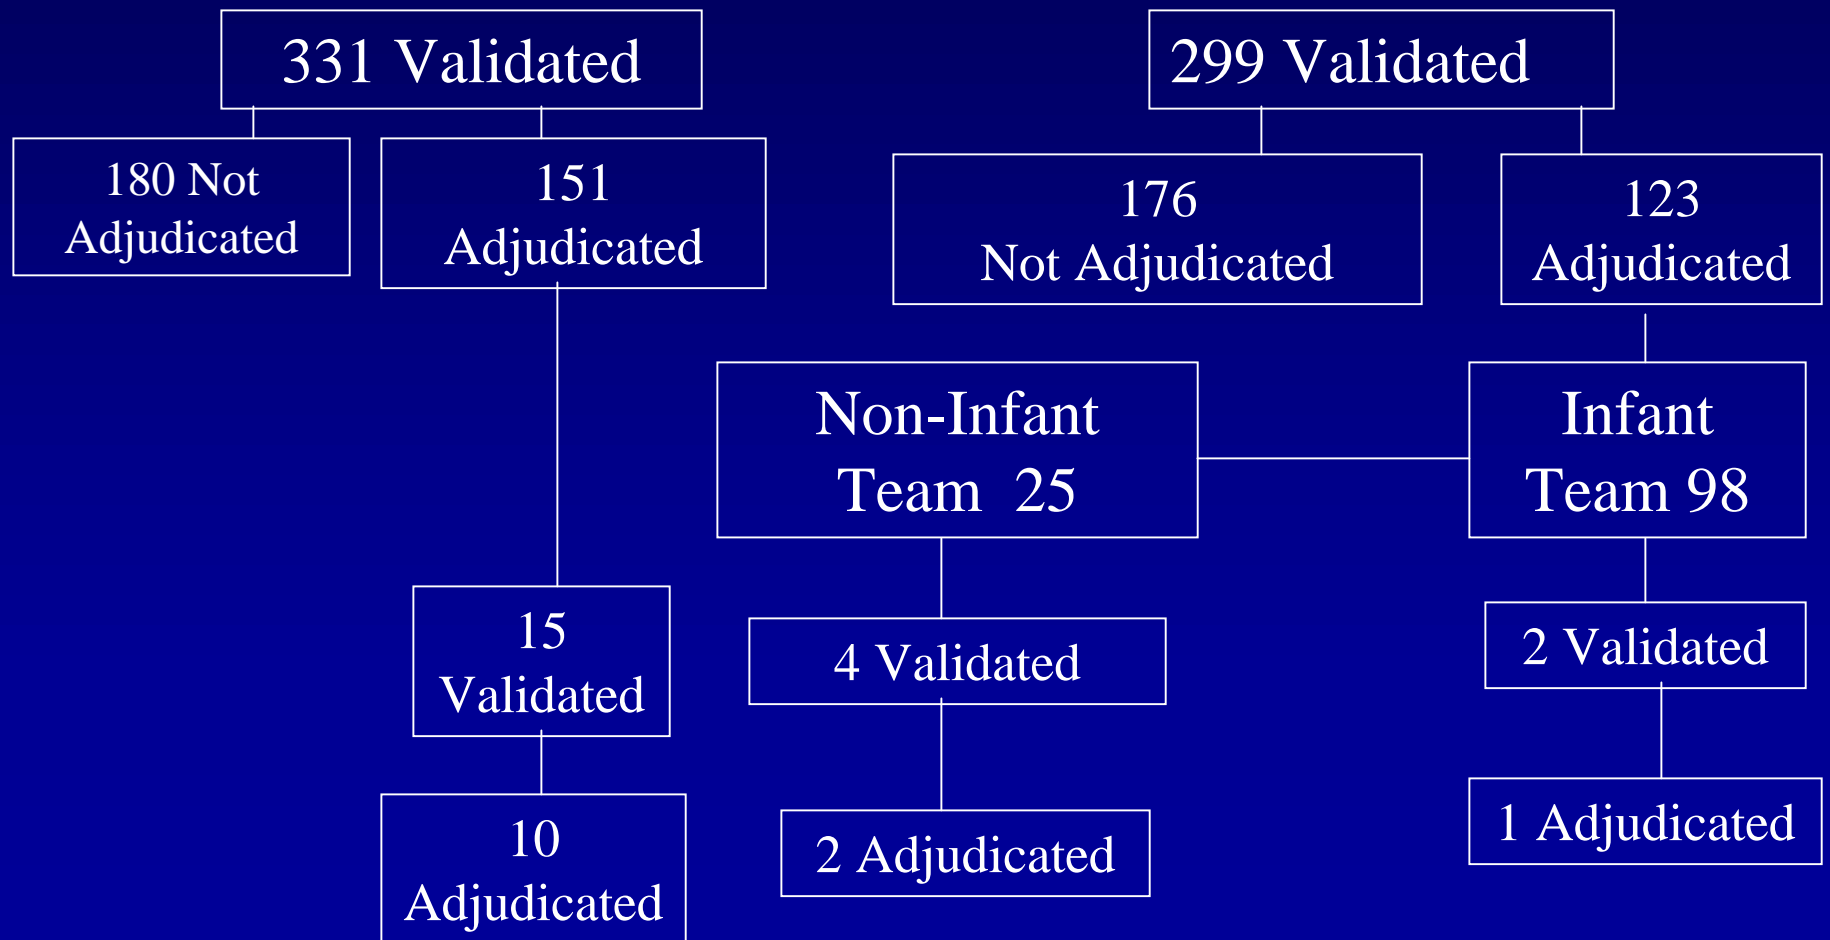 331 Validated
299 Validated
180 Not
Adjudicated
151
Adjudicated
176
Not Adjudicated
123
Adjudicated
Non-Infant
Team 25
Infant
Team 98
15
Validated
4 Validated
2 Validated
10
Adjudicated
2 Adjudicated
1 Adjudicated